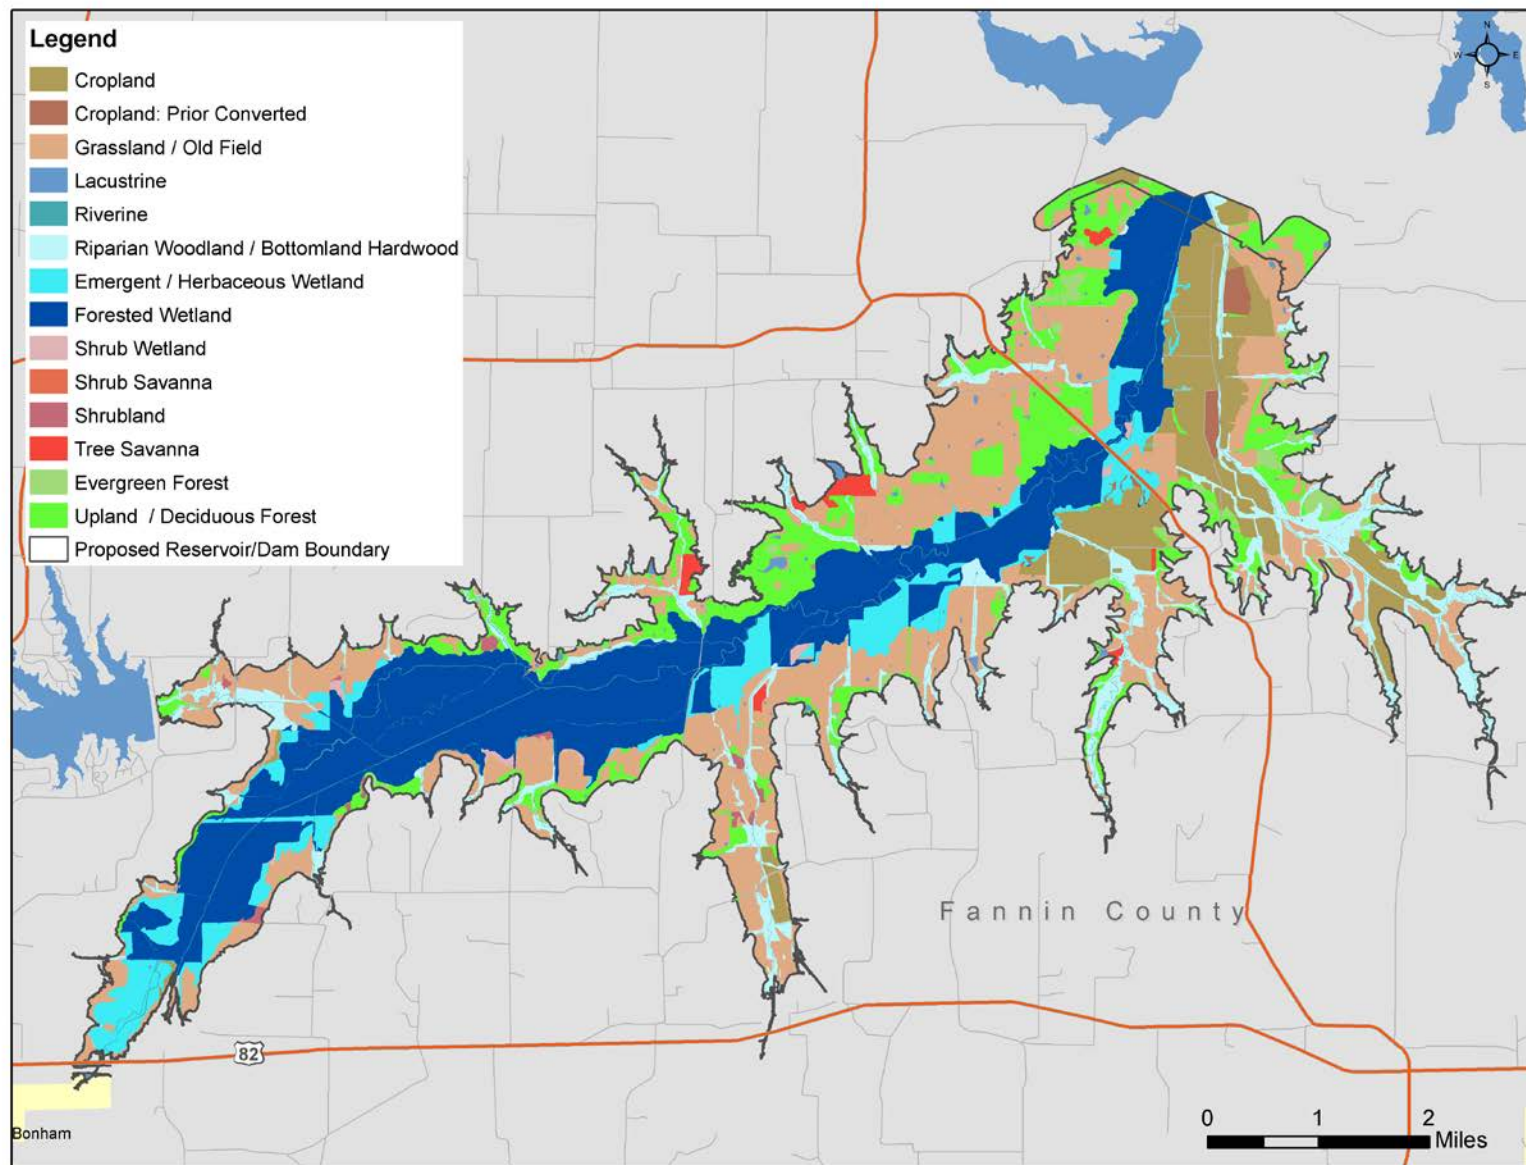 Legend
Cropland
Cropland: Prior Converted
Grassland / Old Field
Lacustrine
Riverine
Riparian Woodland / Bottomland Hardwood
Emergent / Herbaceous Wetland
Forested Wetland
Shrub Wetland
Shrub Savanna
Shrubland
Tree Savanna
Evergreen Forest
Upland / Deciduous Forest
Proposed Reservoir/Dam Boundary
N
W E
S
Fannin County
82
Bonham
0 1 2
Miles